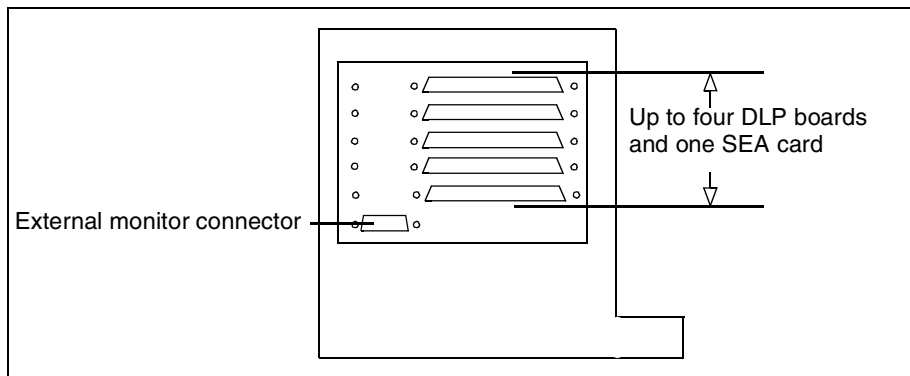 Up to four DLP boards
and one SEA card
External monitor connector